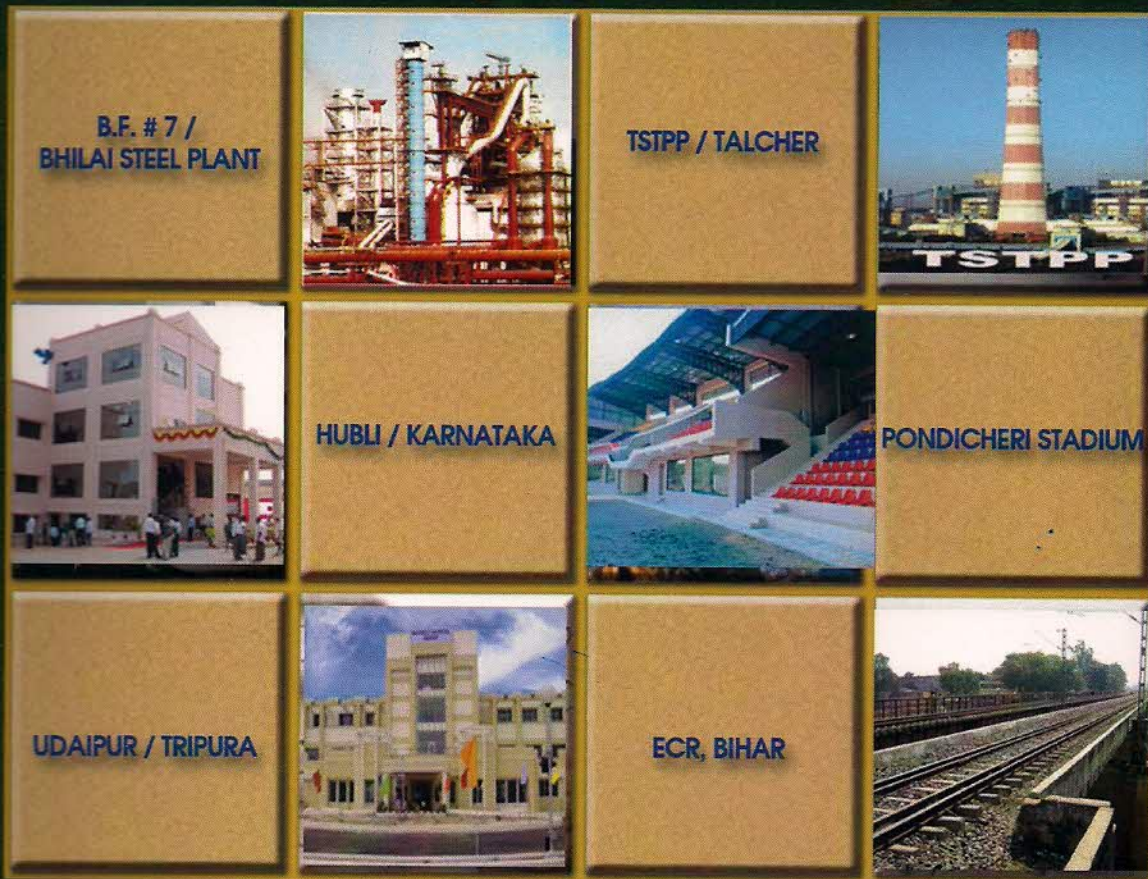 B.F. # 7 /
BHILAI STEEL PLANT
TSTPP / TALCHER
TSTPP
HUBLI / KARNATAKA
PONDICHERI STADIUM
UDAIPUR / TRIPURA
ECR, BIHAR